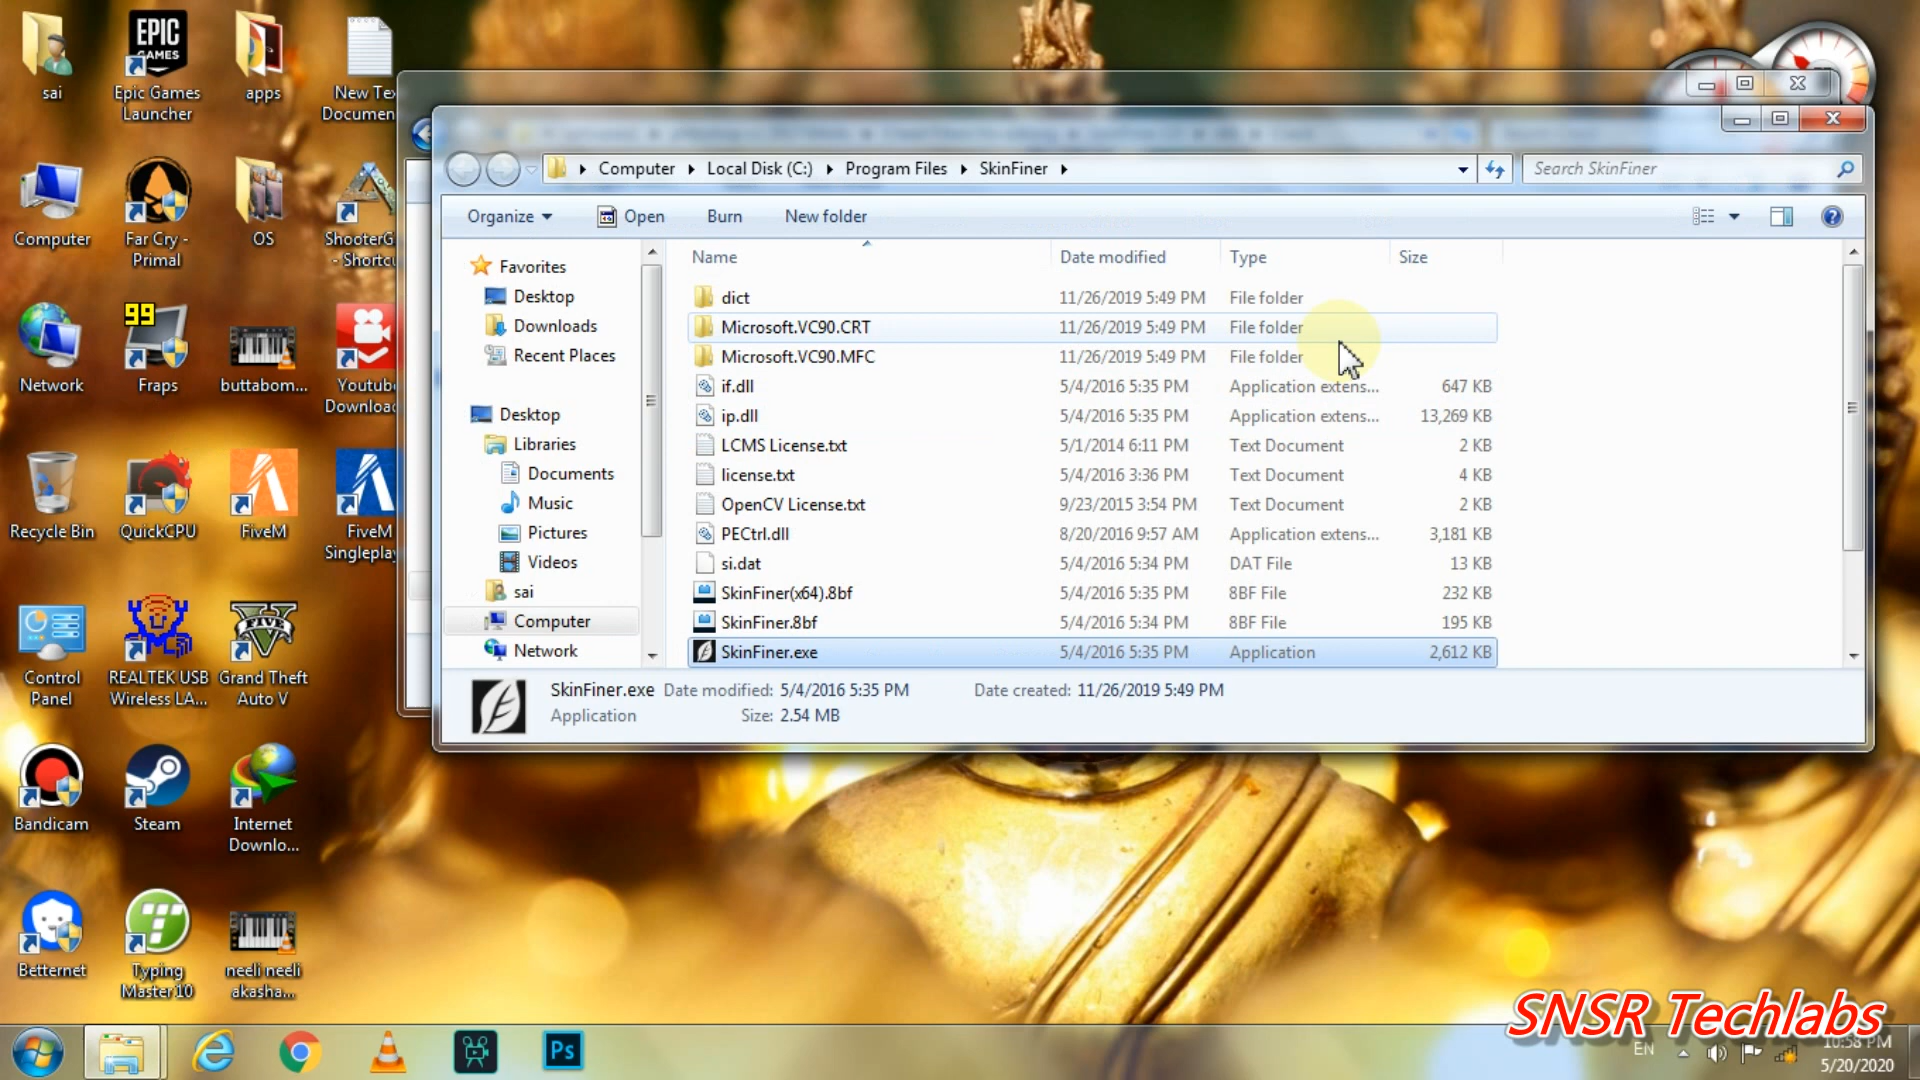 sai
EPIC
GAMES
Epic Games
Launcher
apps
New Tex
Documen
Computer
Far Cry -
Primal
OS
ShooterG
- Shortcu
Network
99
Fraps
buttabom...
Youtube
Download
Recycle Bin
QuickCPU
FiveM
FiveM
Singleplay
Control
Panel
REALTEK USB
Wireless LA...
V
FIVE
Grand Theft
Auto V
Bandicam
Steam
Internet
Downlo...
Betternet
Typing
Master 10
neeli neeli
akasha...
Computer
Local Disk (C:)
Program Files
SkinFiner
Search SkinFiner
Organize
Open
Burn
New folder
Favorites
Desktop
Downloads
Recent Places
Desktop
Libraries
Documents
Music
Pictures
Videos
sai
Computer
Network
Name Date modified Type Size
dict 11/26/2019 5:49 PM File folder
Microsoft.VC90.CRT 11/26/2019 5:49 PM File folder
Microsoft.VC90.MFC 11/26/2019 5:49 PM File folder
if.dll 5/4/2016 5:35 PM Application extens... 647 KB
ip.dll 5/4/2016 5:35 PM Application extens... 13,269 KB
LCMS License.txt 5/1/2014 6:11 PM Text Document 2 KB
license.txt 5/4/2016 3:36 PM Text Document 4 KB
OpenCV License.txt 9/23/2015 3:54 PM Text Document 2 KB
PECtrl.dll 8/20/2016 9:57 AM Application extens... 3,181 KB
si.dat 5/4/2016 5:34 PM DAT File 13 KB
SkinFiner(x64).8bf 5/4/2016 5:35 PM 8BF File 232 KB
SkinFiner.8bf 5/4/2016 5:34 PM 8BF File 195 KB
SkinFiner.exe 5/4/2016 5:35 PM Application 2,612 KB
SkinFiner.exe Date modified: 5/4/2016 5:35 PM Date created: 11/26/2019 5:49 PM
Application Size: 2.54 MB
SNSR Techlabs
Ps
EN
10:58 PM
5/20/2020